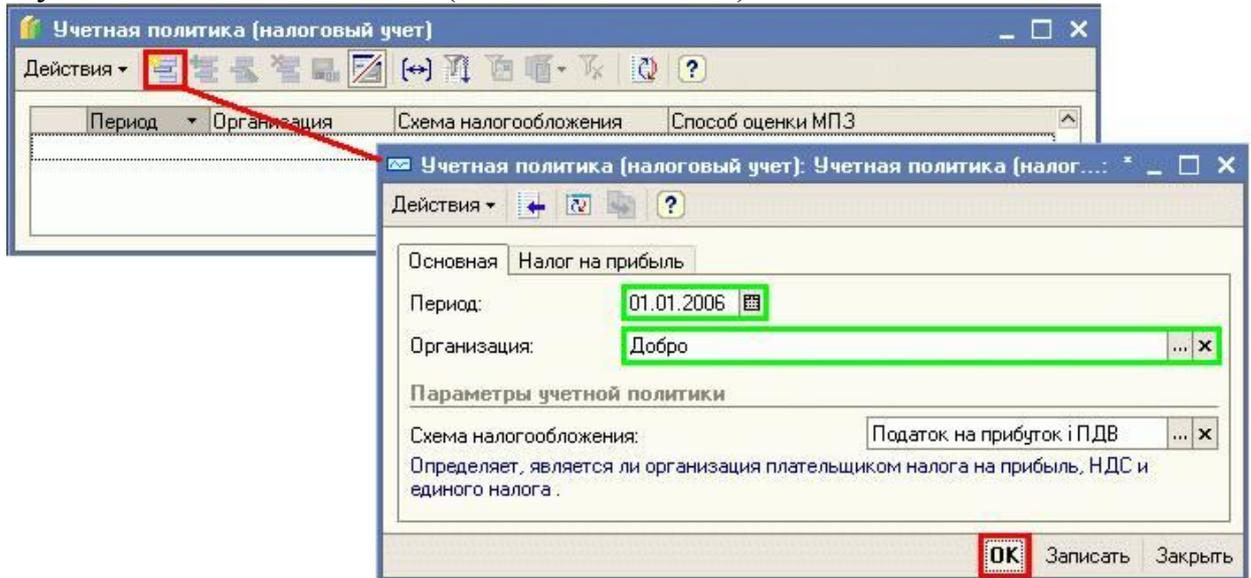 Учетная политика (налоговый учет)
Действия
Период Организация Схема налогообложения Способ оценки МПЗ
Учетная политика (налоговый учет): Учетная политика (налог...: *
Действия
Основная Налог на прибыль
Период: 01.01.2006
Организация: Добро ... x
Параметры учетной политики
Схема налогообложения: Податок на прибуток і ПДВ ... x
Определяет, является ли организация плательщиком налога на прибыль, НДС и
единого налога .
OK Записать Закрыть